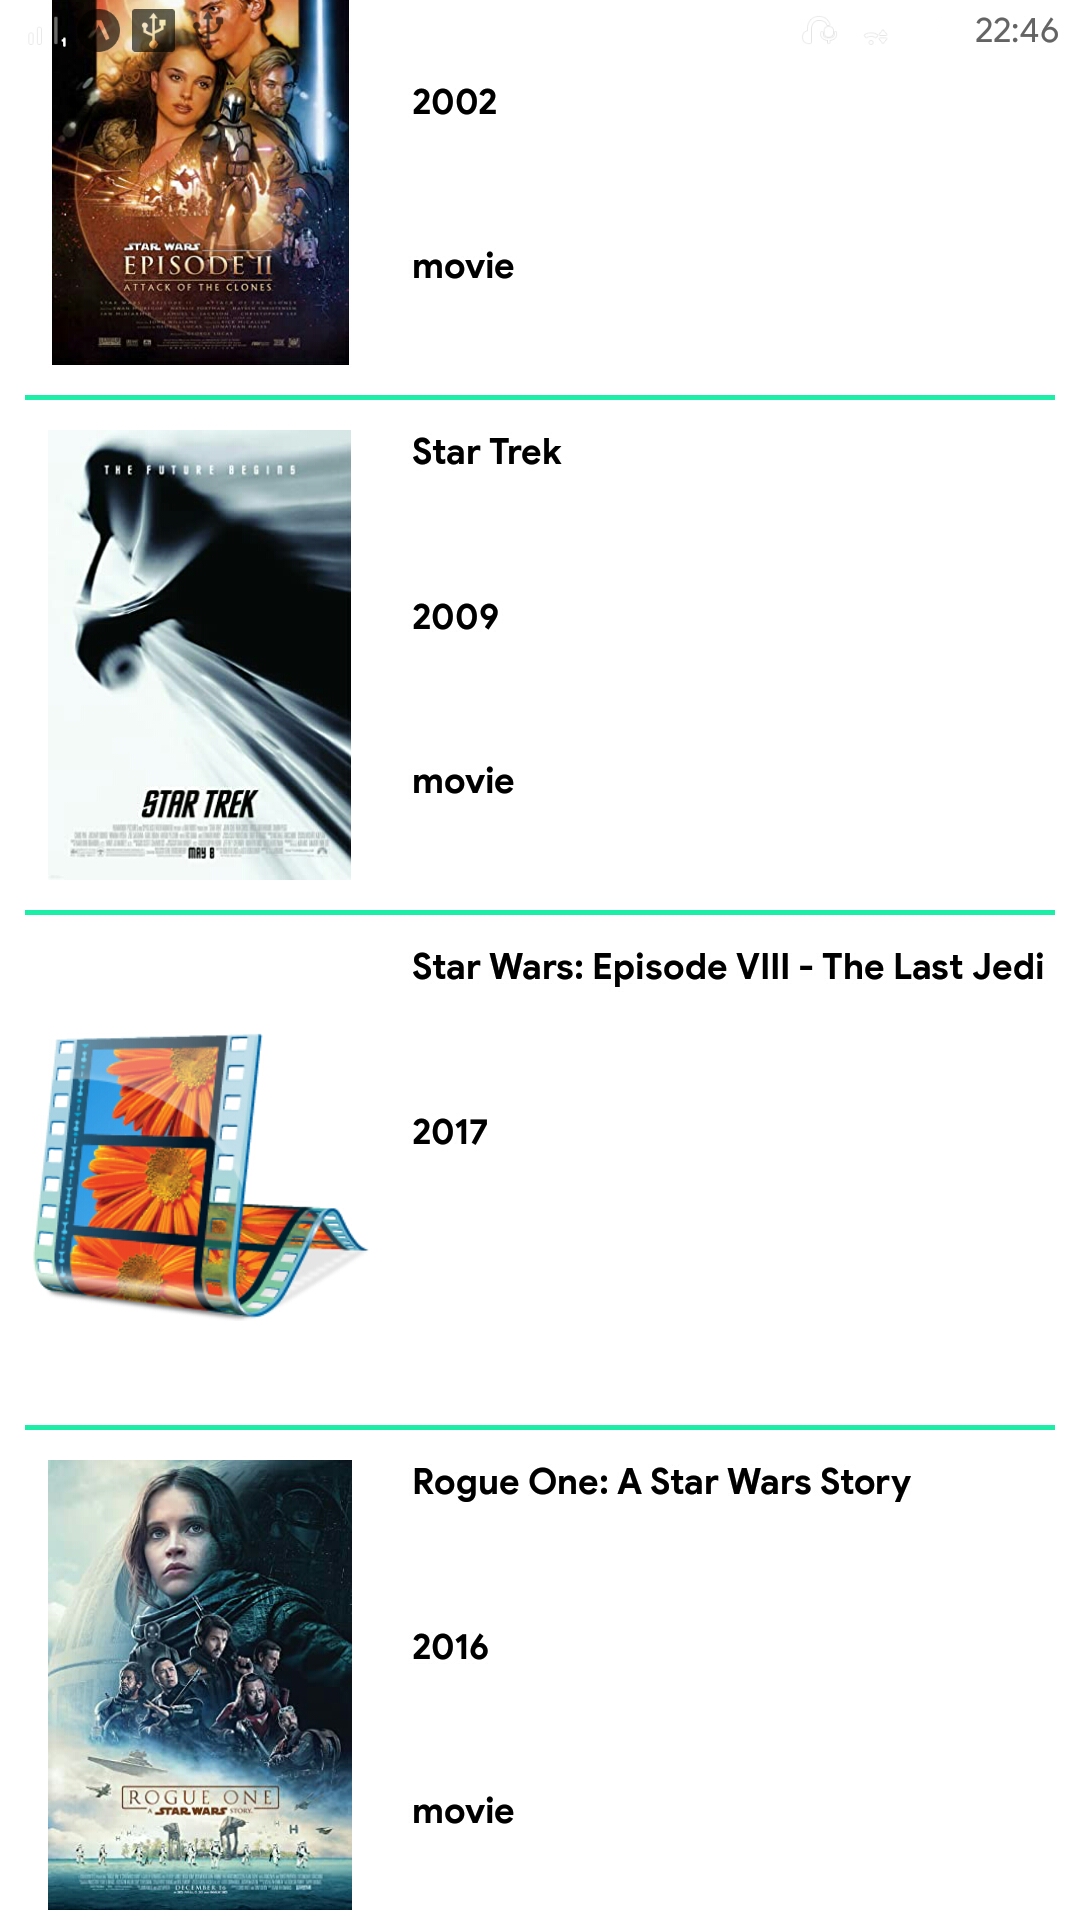 22:46
2002
movie
STAR WARS
EPISODE II
ATTACK OF THE CLONES
Star Trek
THE FUTURE BEGINS
2009
movie
STAR TREK
MAY 8
Star Wars: Episode VIII - The Last Jedi
2017
Rogue One: A Star Wars Story
2016
ROGUE ONE
A STAR WARS STORY
movie
DECEMBER 16